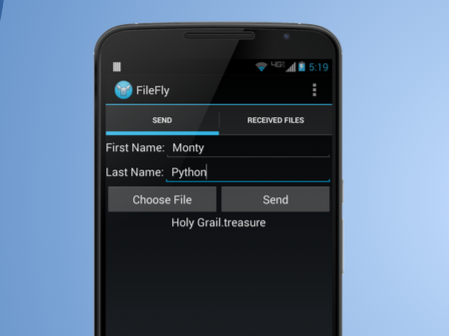 4G 5:19
FileFly
SEND RECEIVED FILES
First Name: Monty
Last Name: Python
Choose File Send
Holy Grail.treasure